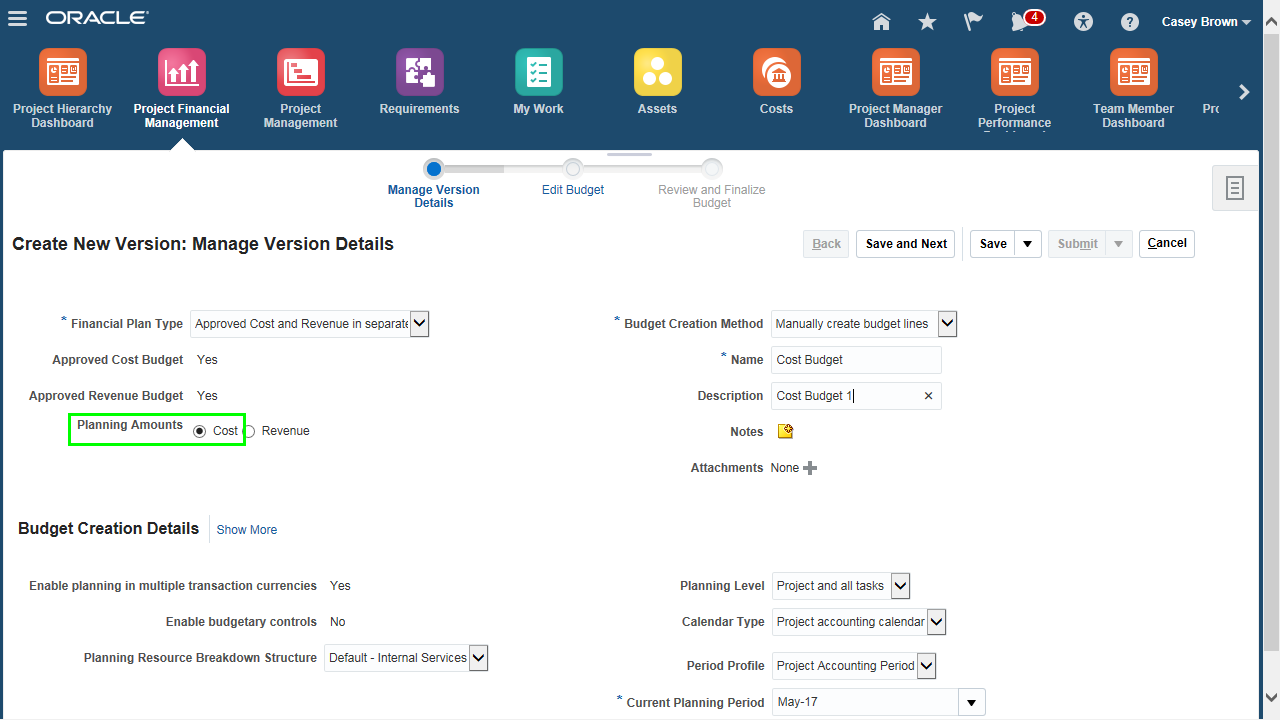 ORACLE
4
Casey Brown
Project Hierarchy
Dashboard
Project Financial
Management
Project
Management
Requirements
My Work
Assets
Costs
Project Manager
Dashboard
Project
Performance
Team Member
Dashboard
Pro
Manage Version
Details
Edit Budget
Review and Finalize
Budget
Create New Version: Manage Version Details
Back
Save and Next
Save
Submit
Cancel
* Financial Plan Type Approved Cost and Revenue in separate
Approved Cost Budget Yes
Approved Revenue Budget Yes
Planning Amounts Cost Revenue
* Budget Creation Method Manually create budget lines
* Name Cost Budget
Description Cost Budget 1
Notes
Attachments None
Budget Creation Details Show More
Enable planning in multiple transaction currencies Yes
Enable budgetary controls No
Planning Resource Breakdown Structure Default - Internal Services
Planning Level Project and all tasks
Calendar Type Project accounting calendar
Period Profile Project Accounting Period
* Current Planning Period May-17